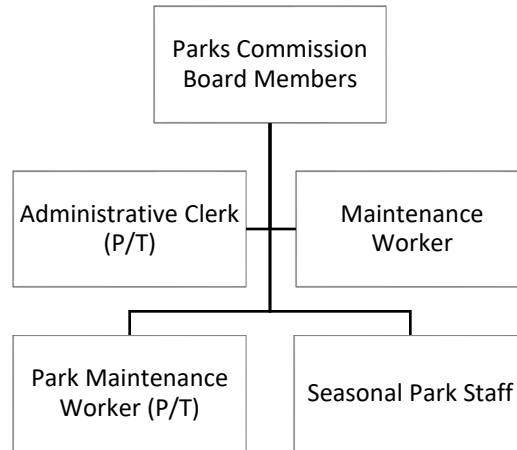 Parks Commission
Board Members
Administrative Clerk
(P/T)
Maintenance
Worker
Park Maintenance
Worker (P/T)
Seasonal Park Staff